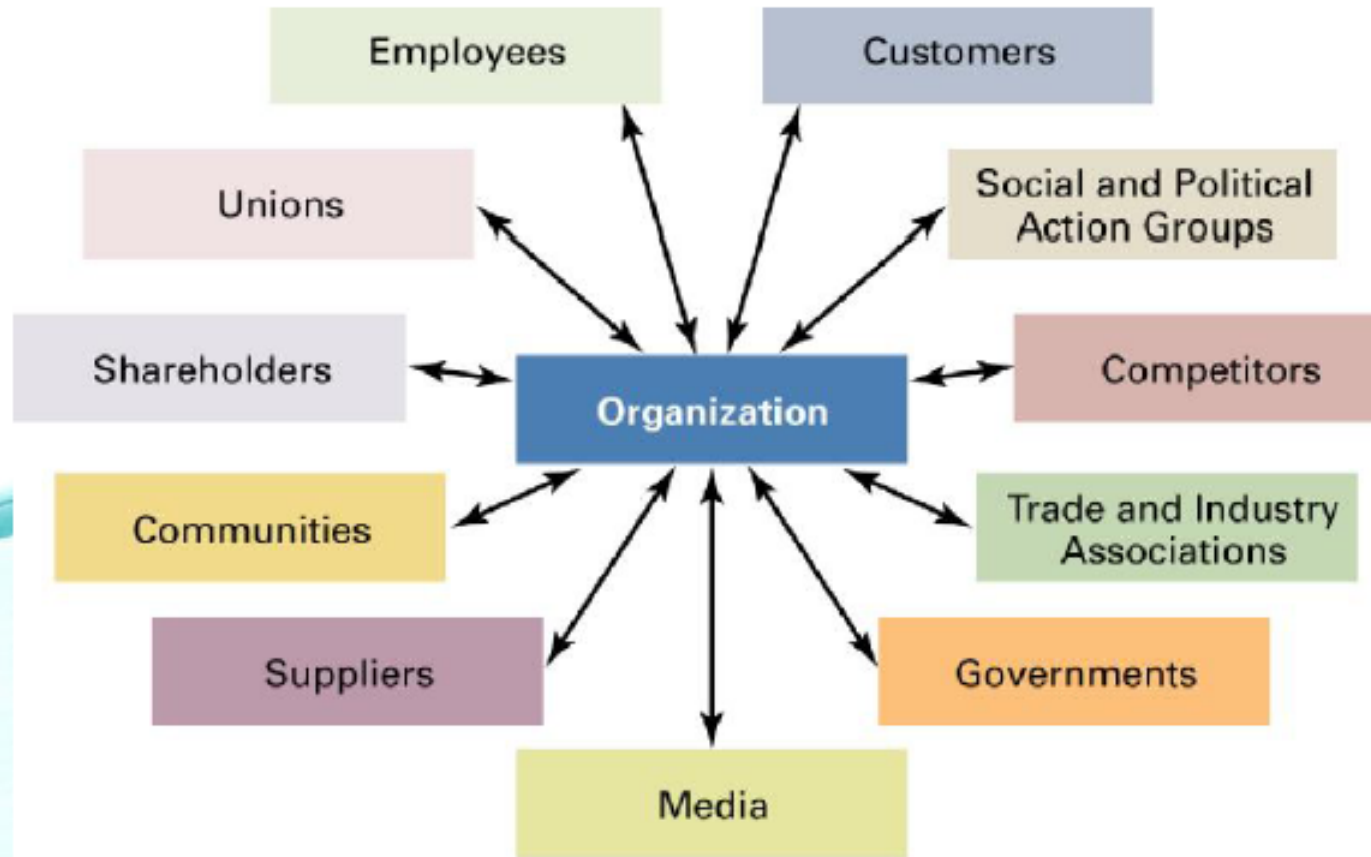 Employees
Customers
Unions
Social and Political
Action Groups
Shareholders
Competitors
Organization
Communities
Trade and Industry
Associations
Suppliers
Governments
Media